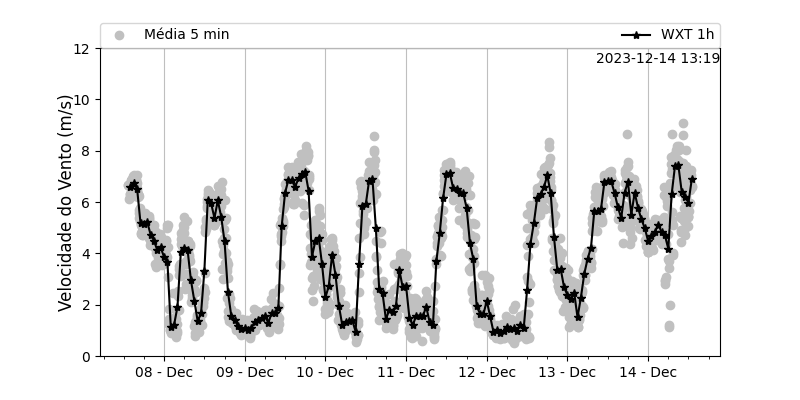 Média 5 min
WXT 1h
2023-12-14 13:19
Velocidade do Vento (m/s)
12
10
8
6
4
2
0
08 - Dec
09 - Dec
10 - Dec
11 - Dec
12 - Dec
13 - Dec
14 - Dec